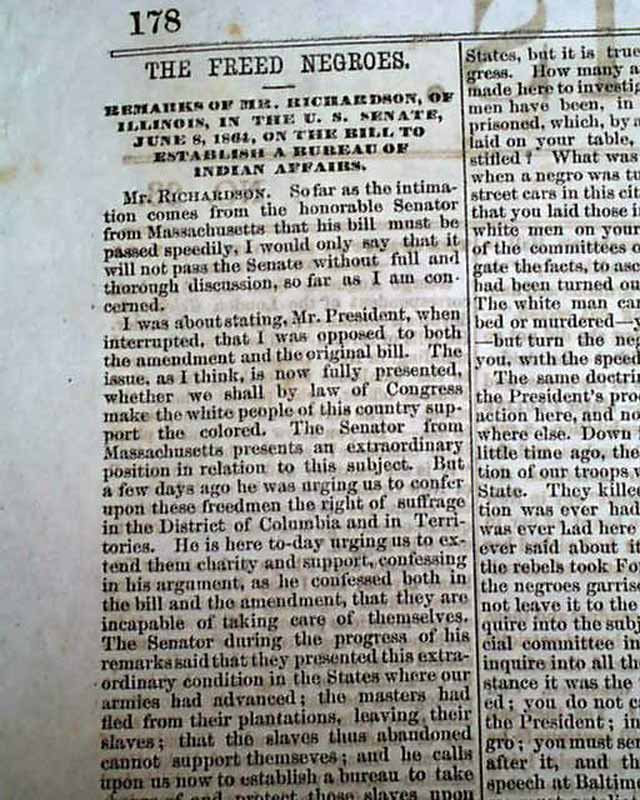 178
THE FREED NEGROES.
REMARKS OF MR. RICHARDSON, OF
ILLINOIS, IN THE U. S. SENATE,
JUNE 8, 1864, ON THE BILL TO
ESTABLISH A BUREAU OF
INDIAN AFFAIRS.
Mr. RICHARDSON. So far as the intima-
tion comes from the honorable Senator
from Massachusetts that his bill must be
passed speedily, I would only say that it
will not pass the Senate without full and
thorough discussion, so far as I am con-
cerned.
I was about stating, Mr. President, when
interrupted, that I was opposed to both
the amendment and the original bill. The
issue, as I think, is now fully presented,
whether we shall by law of Congress
make the white people of this country sup-
port the colored. The Senator from
Massachusetts presents an extraordinary
position in relation to this subject. But
a few days ago he was urging us to confer
upon these freedmen the right of suffrage
in the District of Columbia and in Terri-
tories. He is here to-day urging us to ex-
tend them charity and support, confessing
in his argument, as he confessed both in
the bill and the amendment, that they are
incapable of taking care of themselves.
The Senator during the progress of his
remarks said that they presented this extra-
ordinary condition in the States where our
armies had advanced; the masters had
fled from their plantations, leaving their
slaves; that the slaves thus abandoned
cannot support themseves; and he calls
upon us now to establish a bureau to take
and protect those slaves upon
States, but it is true
gress. How many a
made here to investig
men have been, in
prisoned, which, by a
laid on your table,
stifled? What was
when a negro was tu
street cars in this cit
that you laid those i
white men on your
of the committees o
gate the facts, to asc
had been turned ou
The white man ca
bed or murdered—y
—but turn the neg
you, with the speed
The same doctrin
the President's pro
action here, and no
where else. Down i
little time ago, the
tion of our troops w
State. They kille
tion was ever had
was ever had here
ever said about it
the rebels took For
the negroes garris
not leave it to the
quire into the subj
cial committee in
inquire into all th
stance it was the
ed; you do not ca
the President; in
gro; you must sen
after it, and th
speech at Baltim